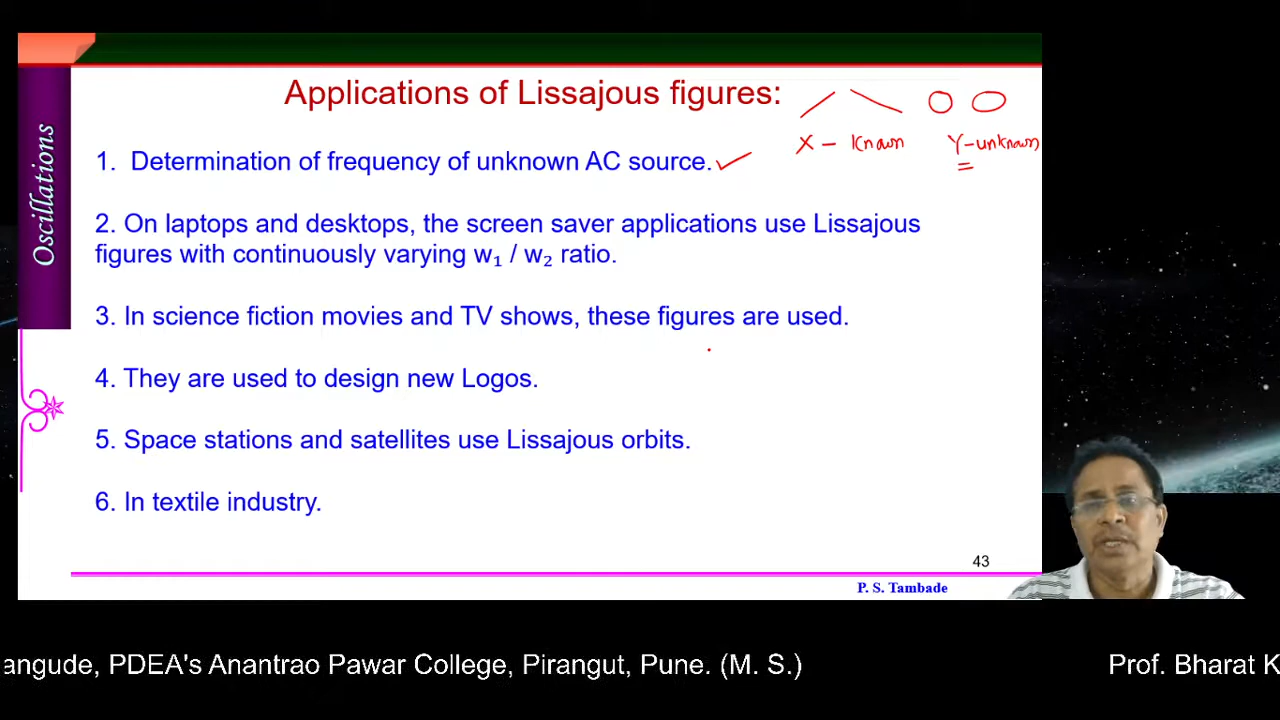 Applications of Lissajous figures:
X - Known Y-unknown
1. Determination of frequency of unknown AC source.
2. On laptops and desktops, the screen saver applications use Lissajous
figures with continuously varying w₁ / w₂ ratio.
3. In science fiction movies and TV shows, these figures are used.
4. They are used to design new Logos.
5. Space stations and satellites use Lissajous orbits.
6. In textile industry.
Oscillations
43
P. S. Tambade
angude, PDEA's Anantrao Pawar College, Pirangut, Pune. (M. S.) Prof. Bharat K